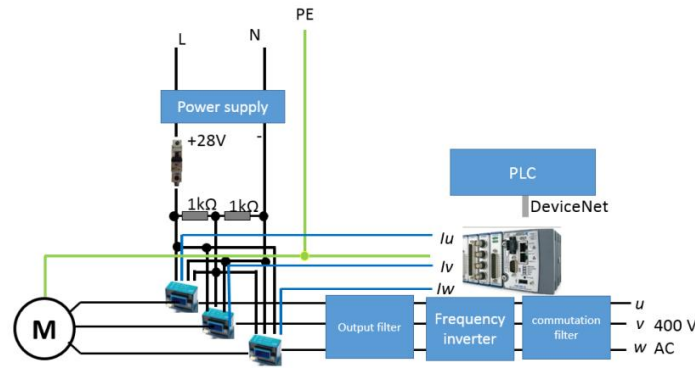 PE
L
N
Power supply
+28V
-
1kΩ
1kΩ
PLC
DeviceNet
Iu
Iv
Iw
M
Output filter
Frequency
inverter
commutation
filter
u
v 400 V
w AC